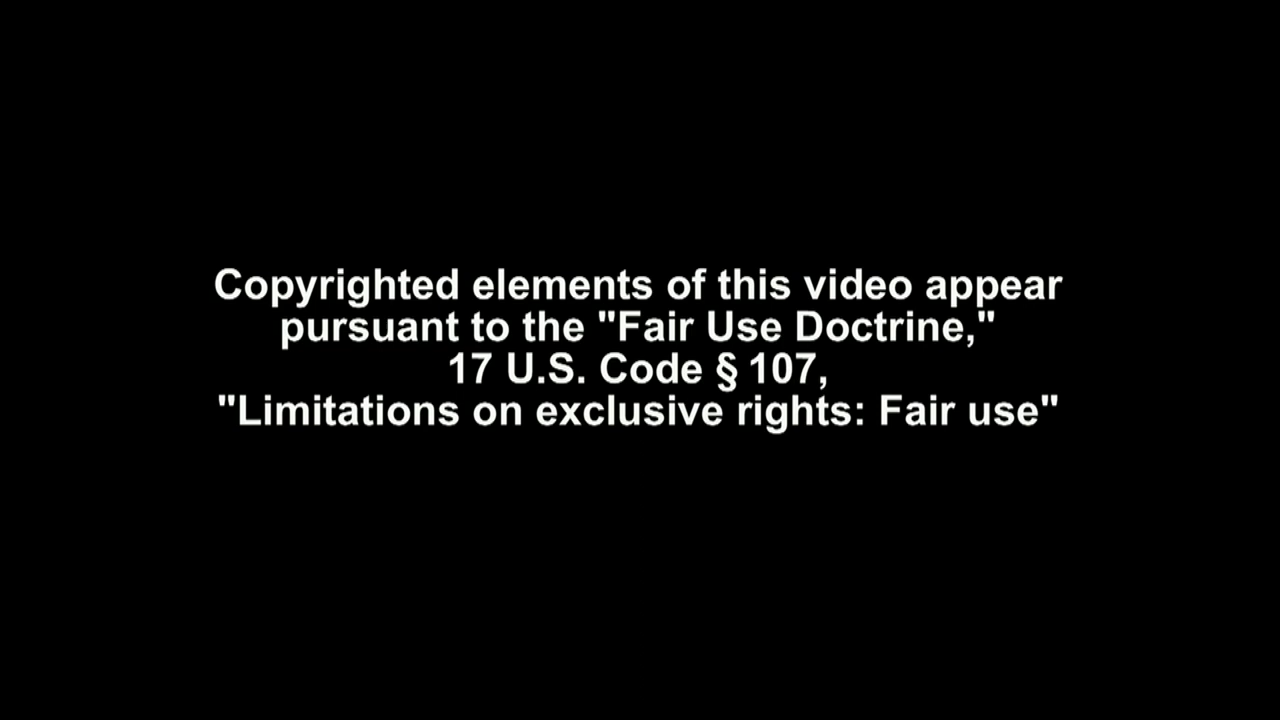 Copyrighted elements of this video appear
pursuant to the "Fair Use Doctrine,"
17 U.S. Code § 107,
"Limitations on exclusive rights: Fair use"